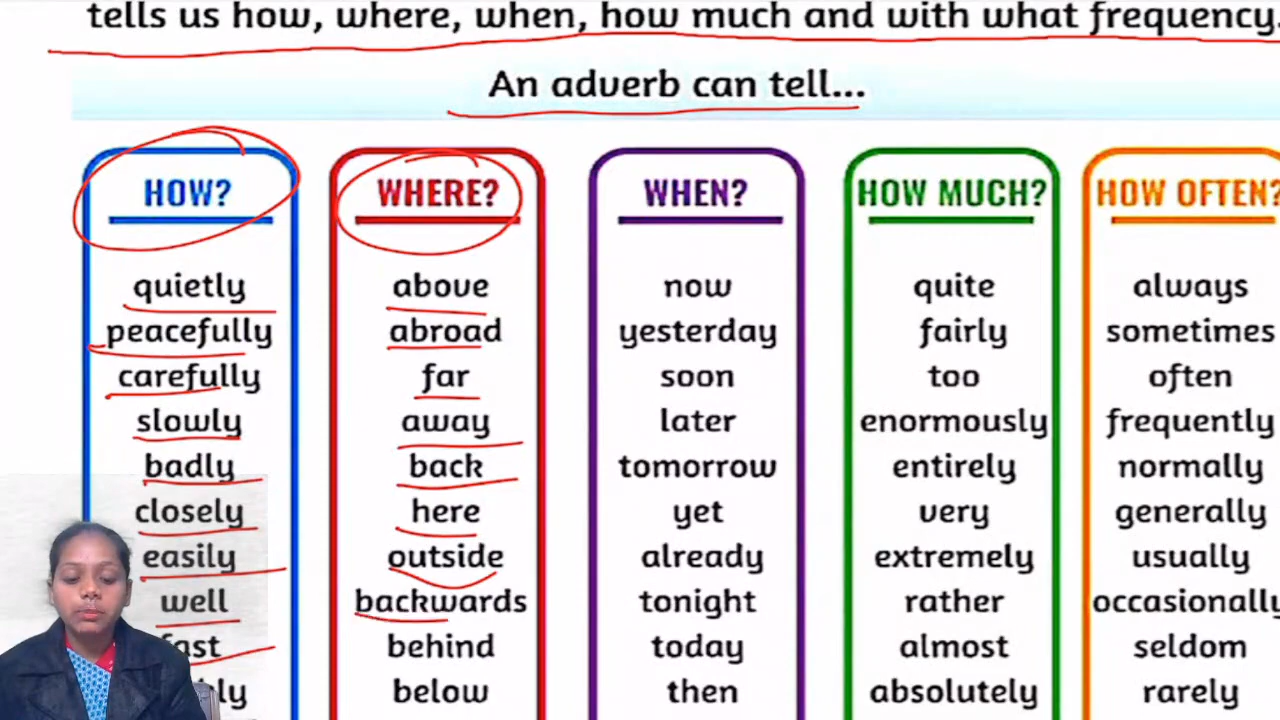 tells us how, where, when, how much and with what frequency.
An adverb can tell...
HOW?
quietly
peacefully
carefully
slowly
badly
closely
easily
well
fast
WHERE?
above
abroad
far
away
back
here
outside
backwards
behind
below
WHEN?
now
yesterday
soon
later
tomorrow
yet
already
tonight
today
then
HOW MUCH?
quite
fairly
too
enormously
entirely
very
extremely
rather
almost
absolutely
HOW OFTEN?
always
sometimes
often
frequently
normally
generally
usually
occasionally
seldom
rarely